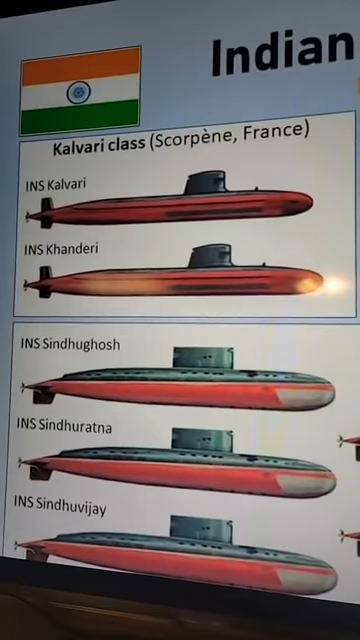 Indian
Kalvari class (Scorpène, France)
INS Kalvari
INS Khanderi
INS Sindhughosh
INS Sindhuratna
INS Sindhuvijay